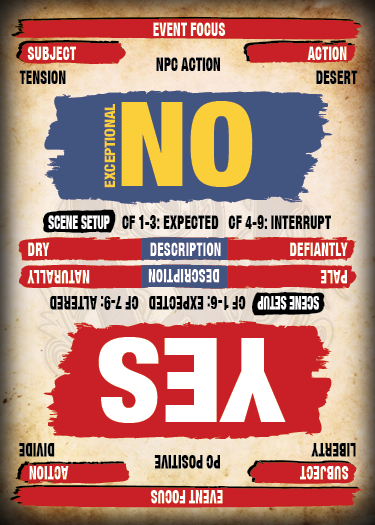 EVENT FOCUS
SUBJECT ACTION
NPC ACTION
TENSION DESERT
EXCEPTIONAL NO
SCENE SETUP CF 1-3: EXPECTED CF 4-9: INTERRUPT
DRY DESCRIPTION DEFIANTLY
PALE DESCRIPTION NATURALLY
SCENE SETUP CF 1-6: EXPECTED CF 7-9: ALTERED
YES
LIBERTY DIVIDE
PC POSITIVE
SUBJECT ACTION
EVENT FOCUS